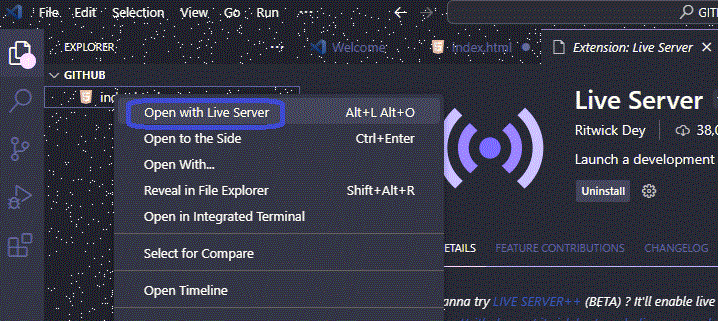 File Edit Selection View Go Run ··· GITH
EXPLORER ··· Welcome index.html Extension: Live Server
GITHUB
Live Server
Open with Live Server Alt+L Alt+O
Ritwick Dey 38,0
Open to the Side Ctrl+Enter
Launch a development
Open With...
Reveal in File Explorer Shift+Alt+R
Uninstall
Open in Integrated Terminal
Select for Compare
ETAILS FEATURE CONTRIBUTIONS CHANGELOG
Open Timeline
anna try LIVE SERVER++ (BETA) ? It'll enable live